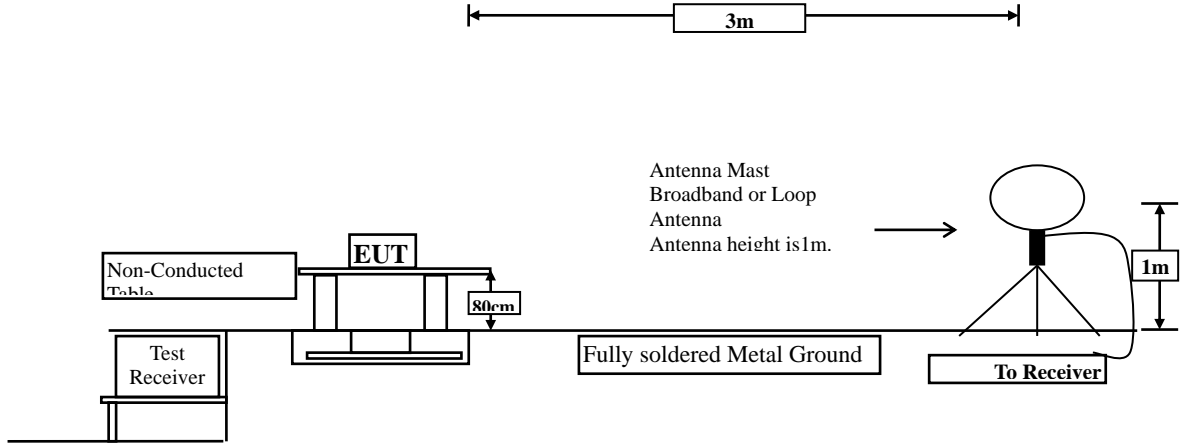 3m
Antenna Mast
Broadband or Loop
Antenna
Antenna height is1m.
EUT
Non-Conducted
Table
80cm
1m
Test
Receiver
Fully soldered Metal Ground
To Receiver